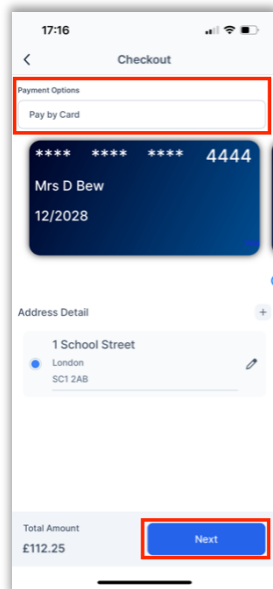 17:16
Checkout
Payment Options
Pay by Card
**** **** **** 4444
Mrs D Bew
12/2028
Address Detail
1 School Street
London
SC1 2AB
Total Amount
£112.25
Next